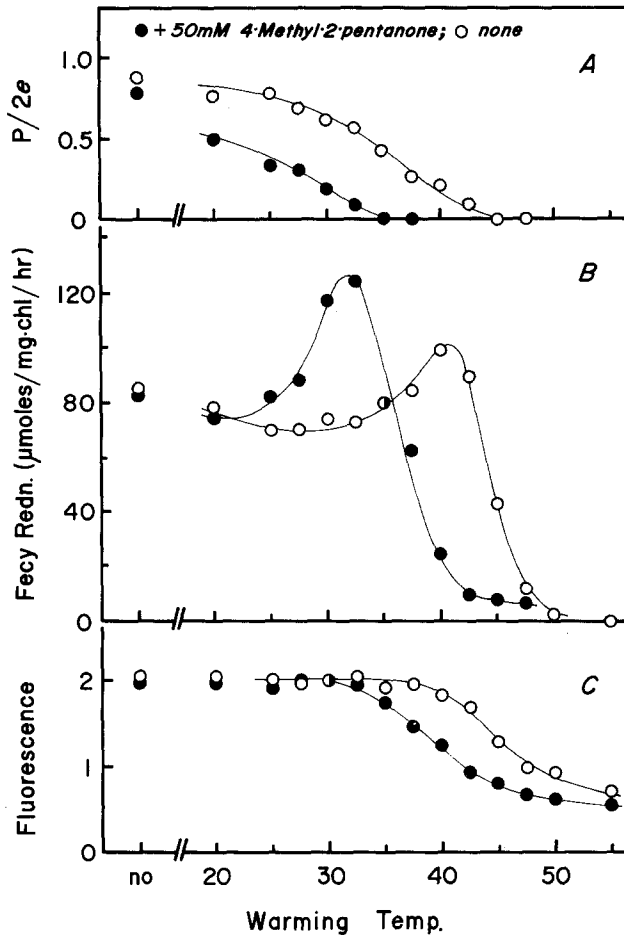 ● + 50mM 4-Methyl-2-pentanone; ○ none
A
P/2e
1.0
0.5
0
B
Fecy Redn. (μmoles/mg·chl/hr)
120
80
40
0
C
Fluorescence
2
1
0
no 20 30 40 50
Warming Temp.